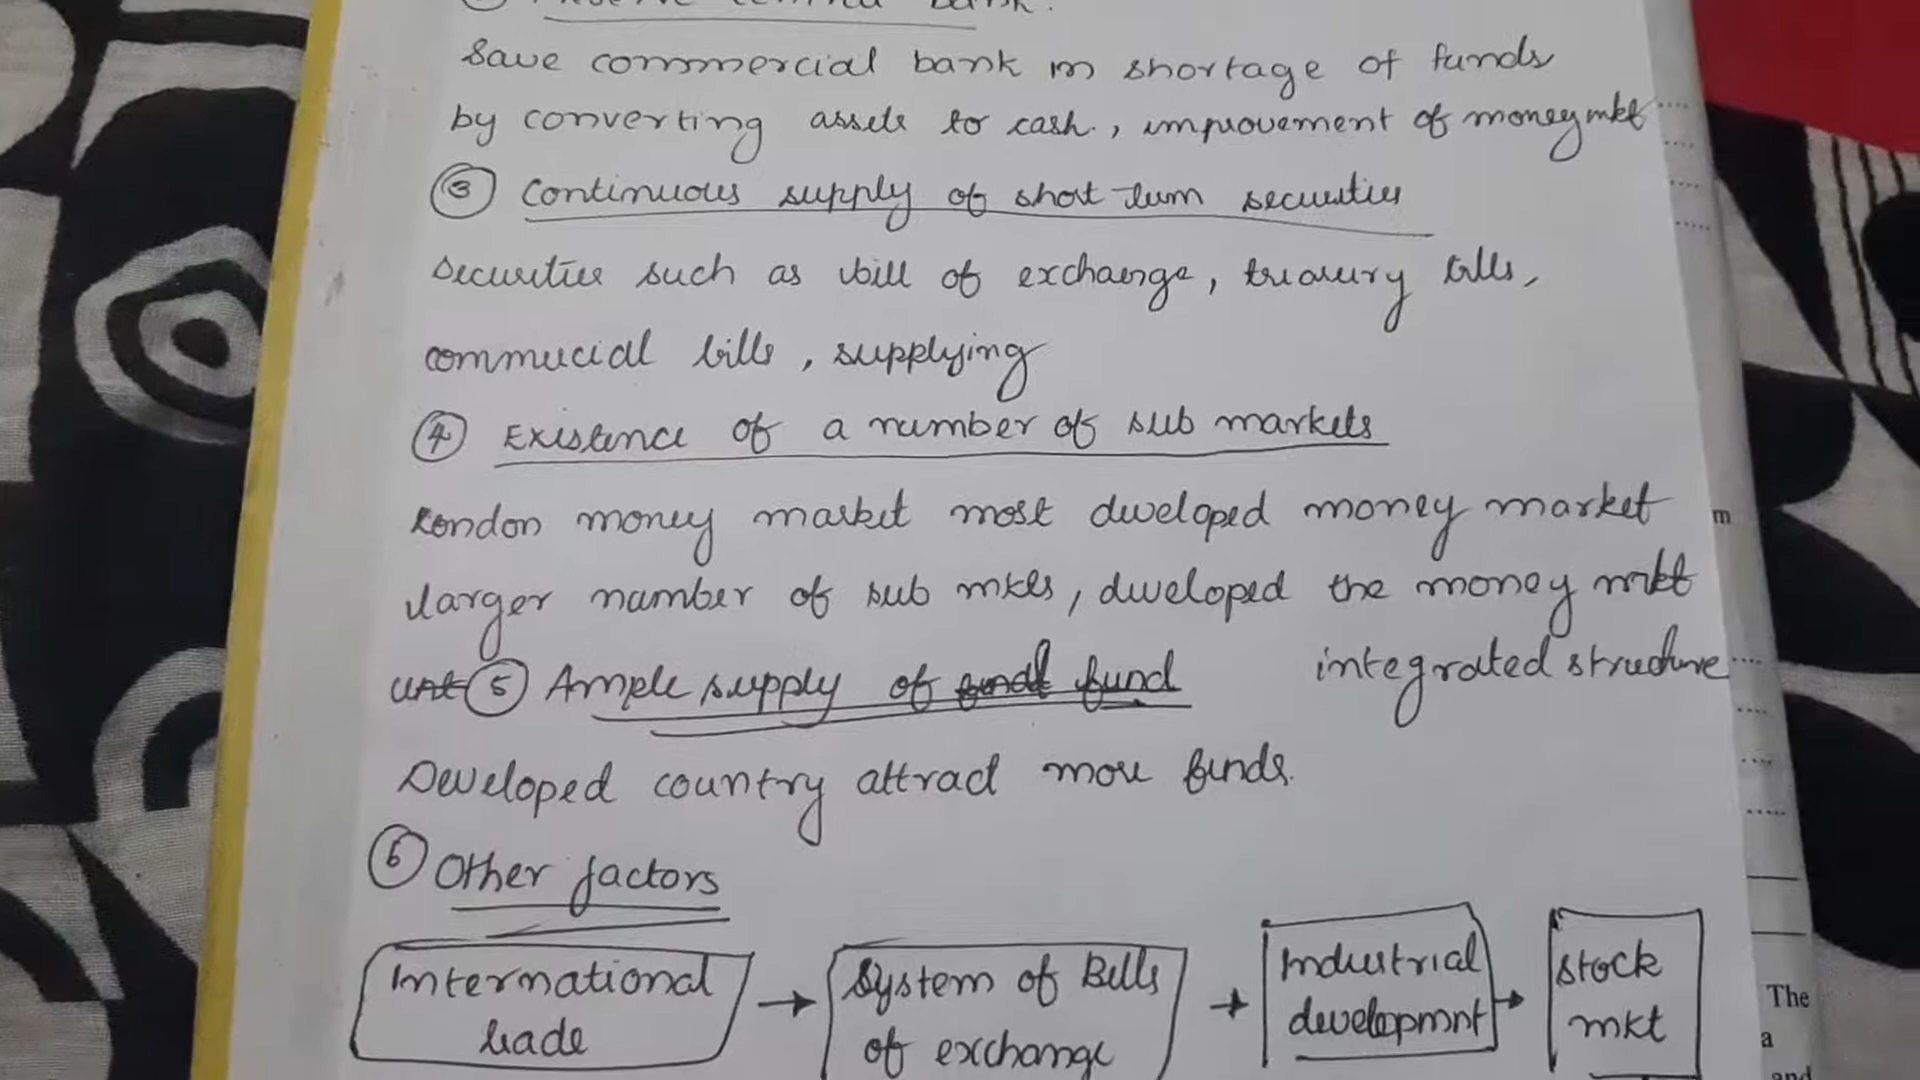 bank.
Save commercial bank in shortage of funds
by converting assets to cash., improvement of money mkt
③ Continuous supply of short term securities
Securities such as bill of exchange, treasury bills,
commercial bills, supplying
④ Existence of a number of sub markets
London money market most developed money market
larger number of sub mkts, developed the money mkt
integrated structure
⑤ Ample supply of fund
Developed country attract more funds.
⑥ Other factors
International trade → System of Bills of exchange → Industrial development → Stock mkt
m
The
a
and